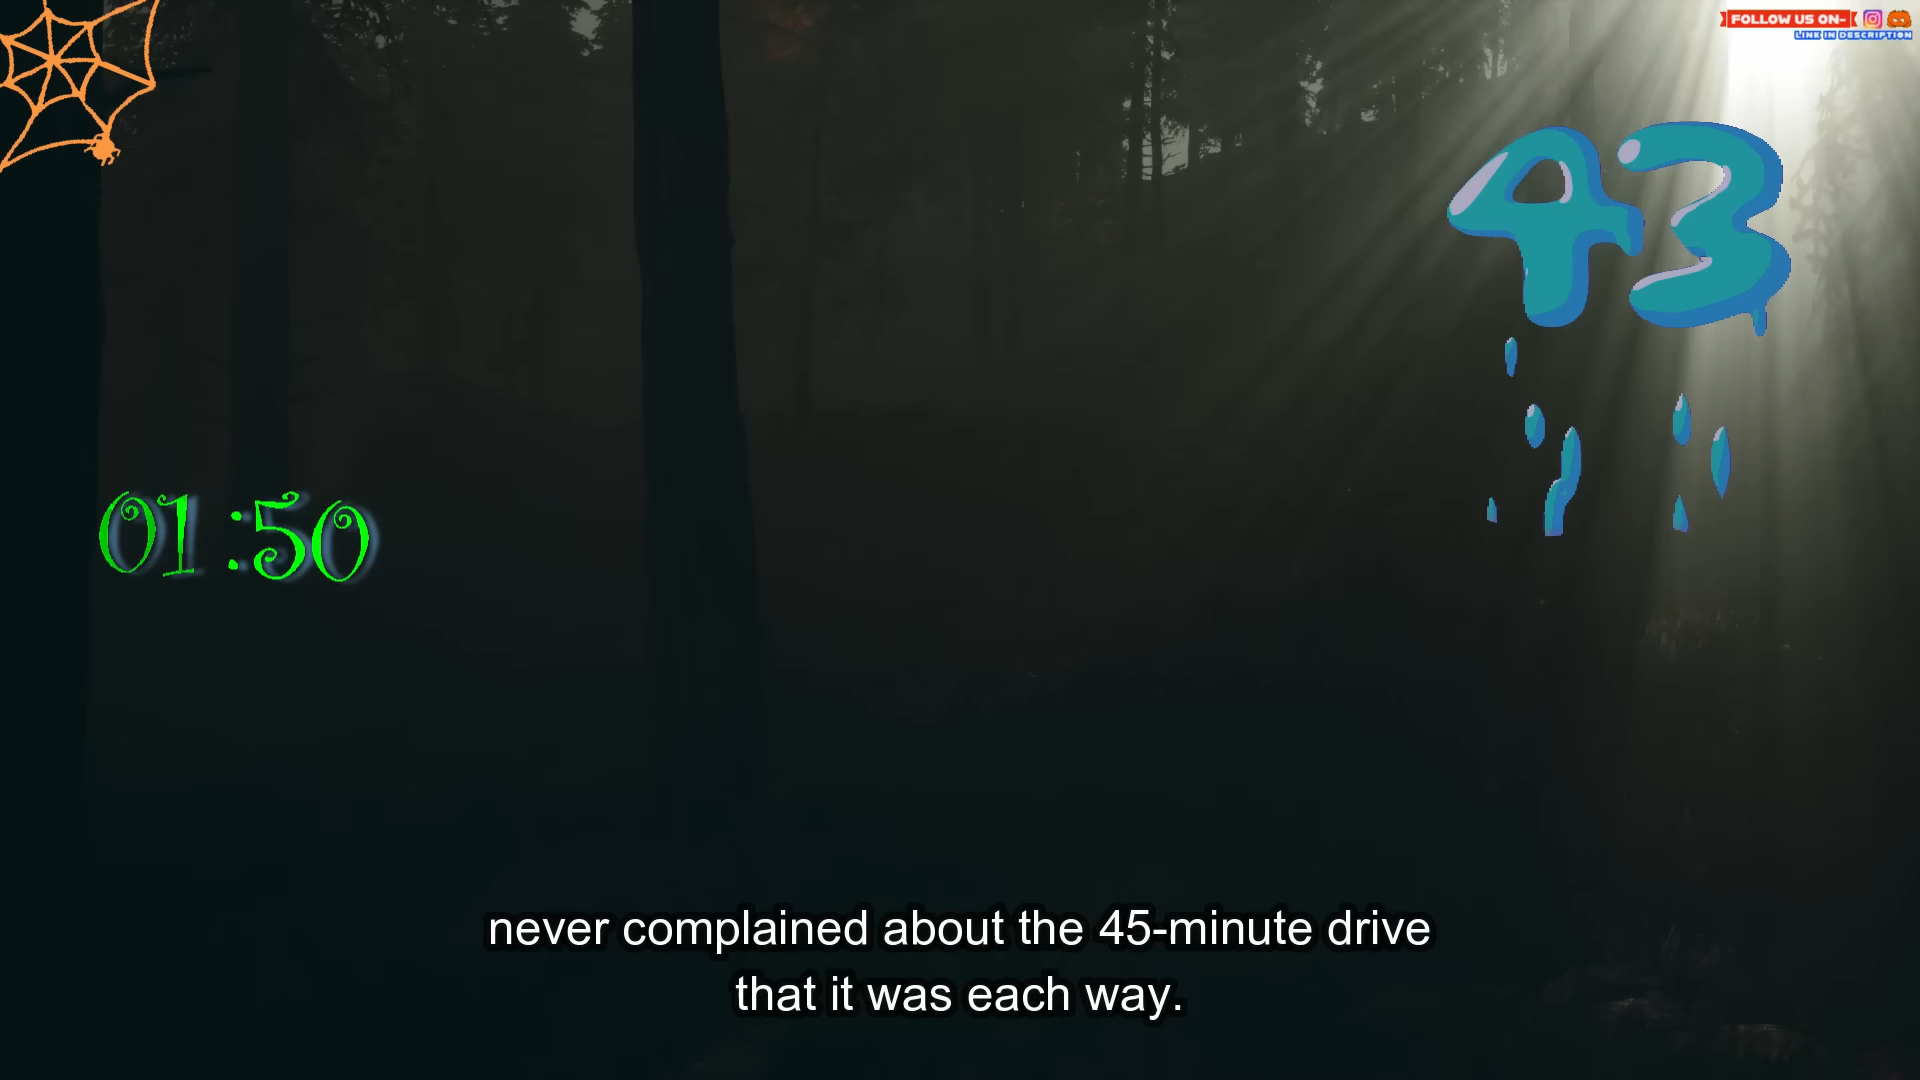 FOLLOW US ON-
LINK IN DESCRIPTION
43
01:50
never complained about the 45-minute drive
that it was each way.